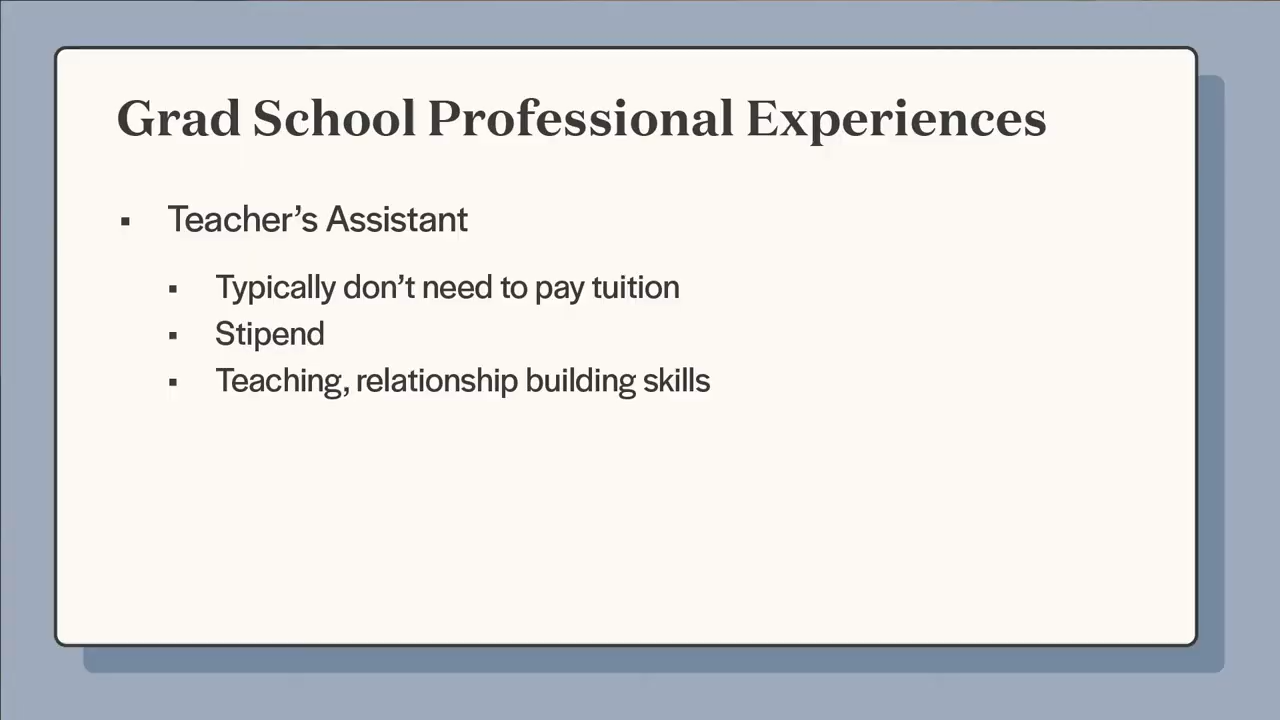 Grad School Professional Experiences
▪ Teacher’s Assistant
▪ Typically don’t need to pay tuition
▪ Stipend
▪ Teaching, relationship building skills